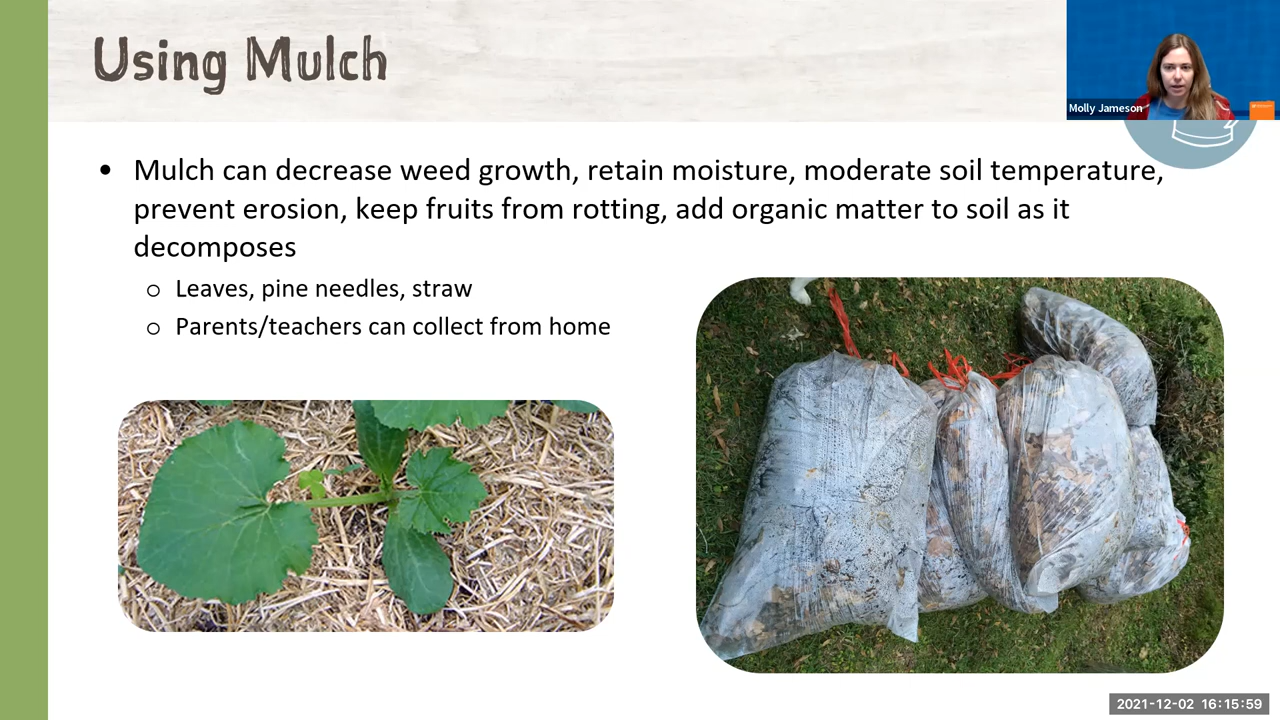 Using Mulch
Molly Jameson
• Mulch can decrease weed growth, retain moisture, moderate soil temperature,
prevent erosion, keep fruits from rotting, add organic matter to soil as it
decomposes
o Leaves, pine needles, straw
o Parents/teachers can collect from home
2021-12-02 16:15:59